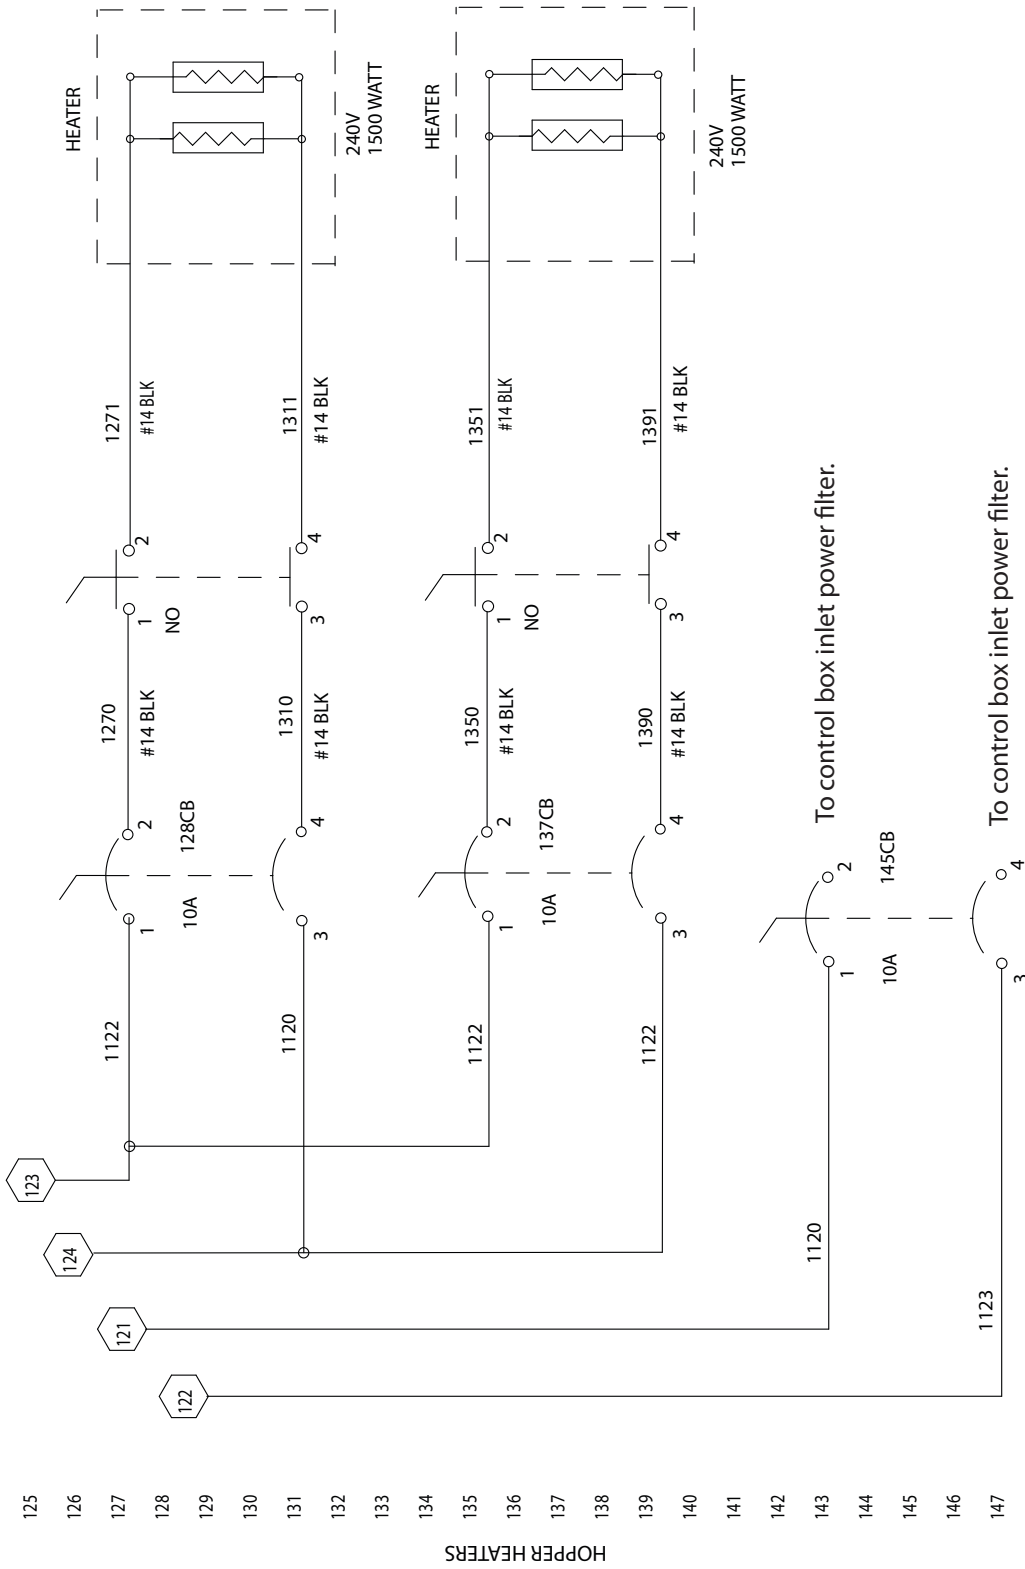 HOPPER HEATERS
125
126
127
128
129
130
131
132
133
134
135
136
137
138
139
140
141
142
143
144
145
146
147
123
124
121
122
1122
1
10A
2
128CB
1270
#14 BLK
1
NO
2
1271
#14 BLK
HEATER
240V
1500 WATT
1120
3
4
1310
#14 BLK
3
4
1311
#14 BLK
1122
1
10A
2
137CB
1350
#14 BLK
1
NO
2
1351
#14 BLK
HEATER
240V
1500 WATT
1122
3
4
1390
#14 BLK
3
4
1391
#14 BLK
1120
1
10A
2
145CB
To control box inlet power filter.
1123
3
4
To control box inlet power filter.